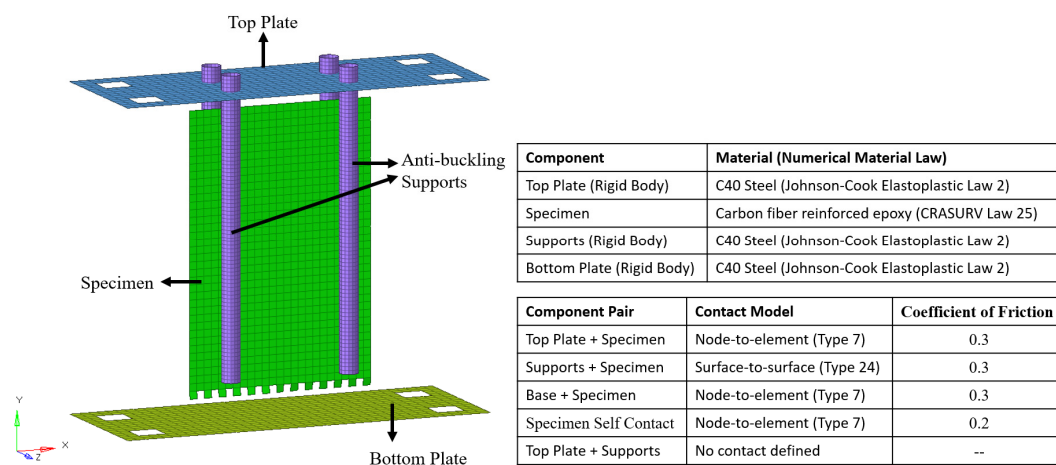 Top Plate
Anti-buckling
Supports
Specimen
Bottom Plate
Y
X
Z
Component Material (Numerical Material Law)
Top Plate (Rigid Body) C40 Steel (Johnson-Cook Elastoplastic Law 2)
Specimen Carbon fiber reinforced epoxy (CRASURV Law 25)
Supports (Rigid Body) C40 Steel (Johnson-Cook Elastoplastic Law 2)
Bottom Plate (Rigid Body) C40 Steel (Johnson-Cook Elastoplastic Law 2)
Component Pair Contact Model Coefficient of Friction
Top Plate + Specimen Node-to-element (Type 7) 0.3
Supports + Specimen Surface-to-surface (Type 24) 0.3
Base + Specimen Node-to-element (Type 7) 0.3
Specimen Self Contact Node-to-element (Type 7) 0.2
Top Plate + Supports No contact defined --